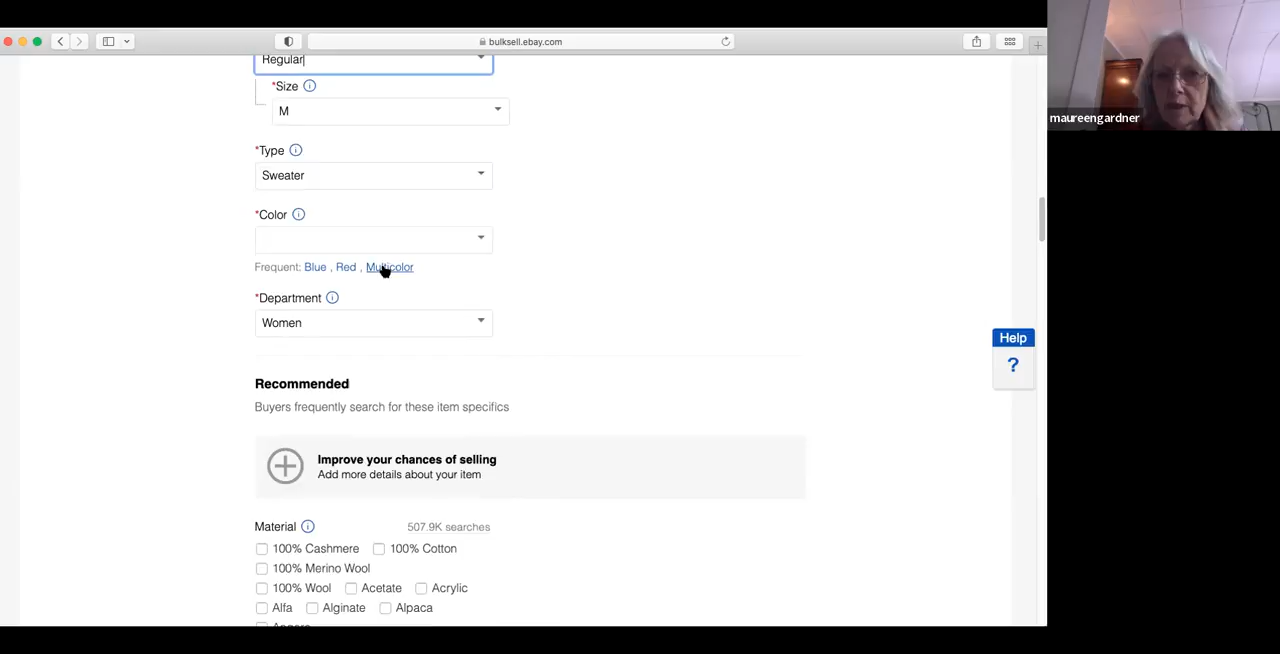 bulksell.ebay.com
maureengardner
Regular
*Size
M
*Type
Sweater
*Color
Frequent: Blue , Red , Multicolor
*Department
Women
Help
?
Recommended
Buyers frequently search for these item specifics
Improve your chances of selling
Add more details about your item
Material 507.9K searches
100% Cashmere 100% Cotton
100% Merino Wool
100% Wool Acetate Acrylic
Alfa Alginate Alpaca